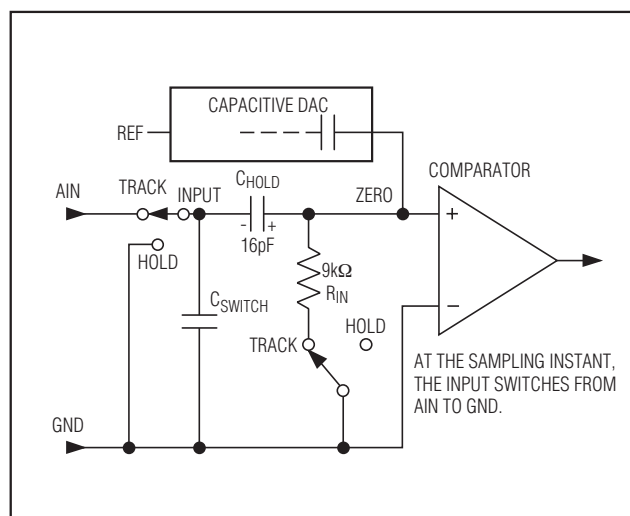 CAPACITIVE DAC
REF
COMPARATOR
AIN
TRACK
INPUT
CHOLD
ZERO
+
- +
16pF
HOLD
9kΩ
RIN
CSWITCH
HOLD
−
TRACK
AT THE SAMPLING INSTANT,
THE INPUT SWITCHES FROM
AIN TO GND.
GND